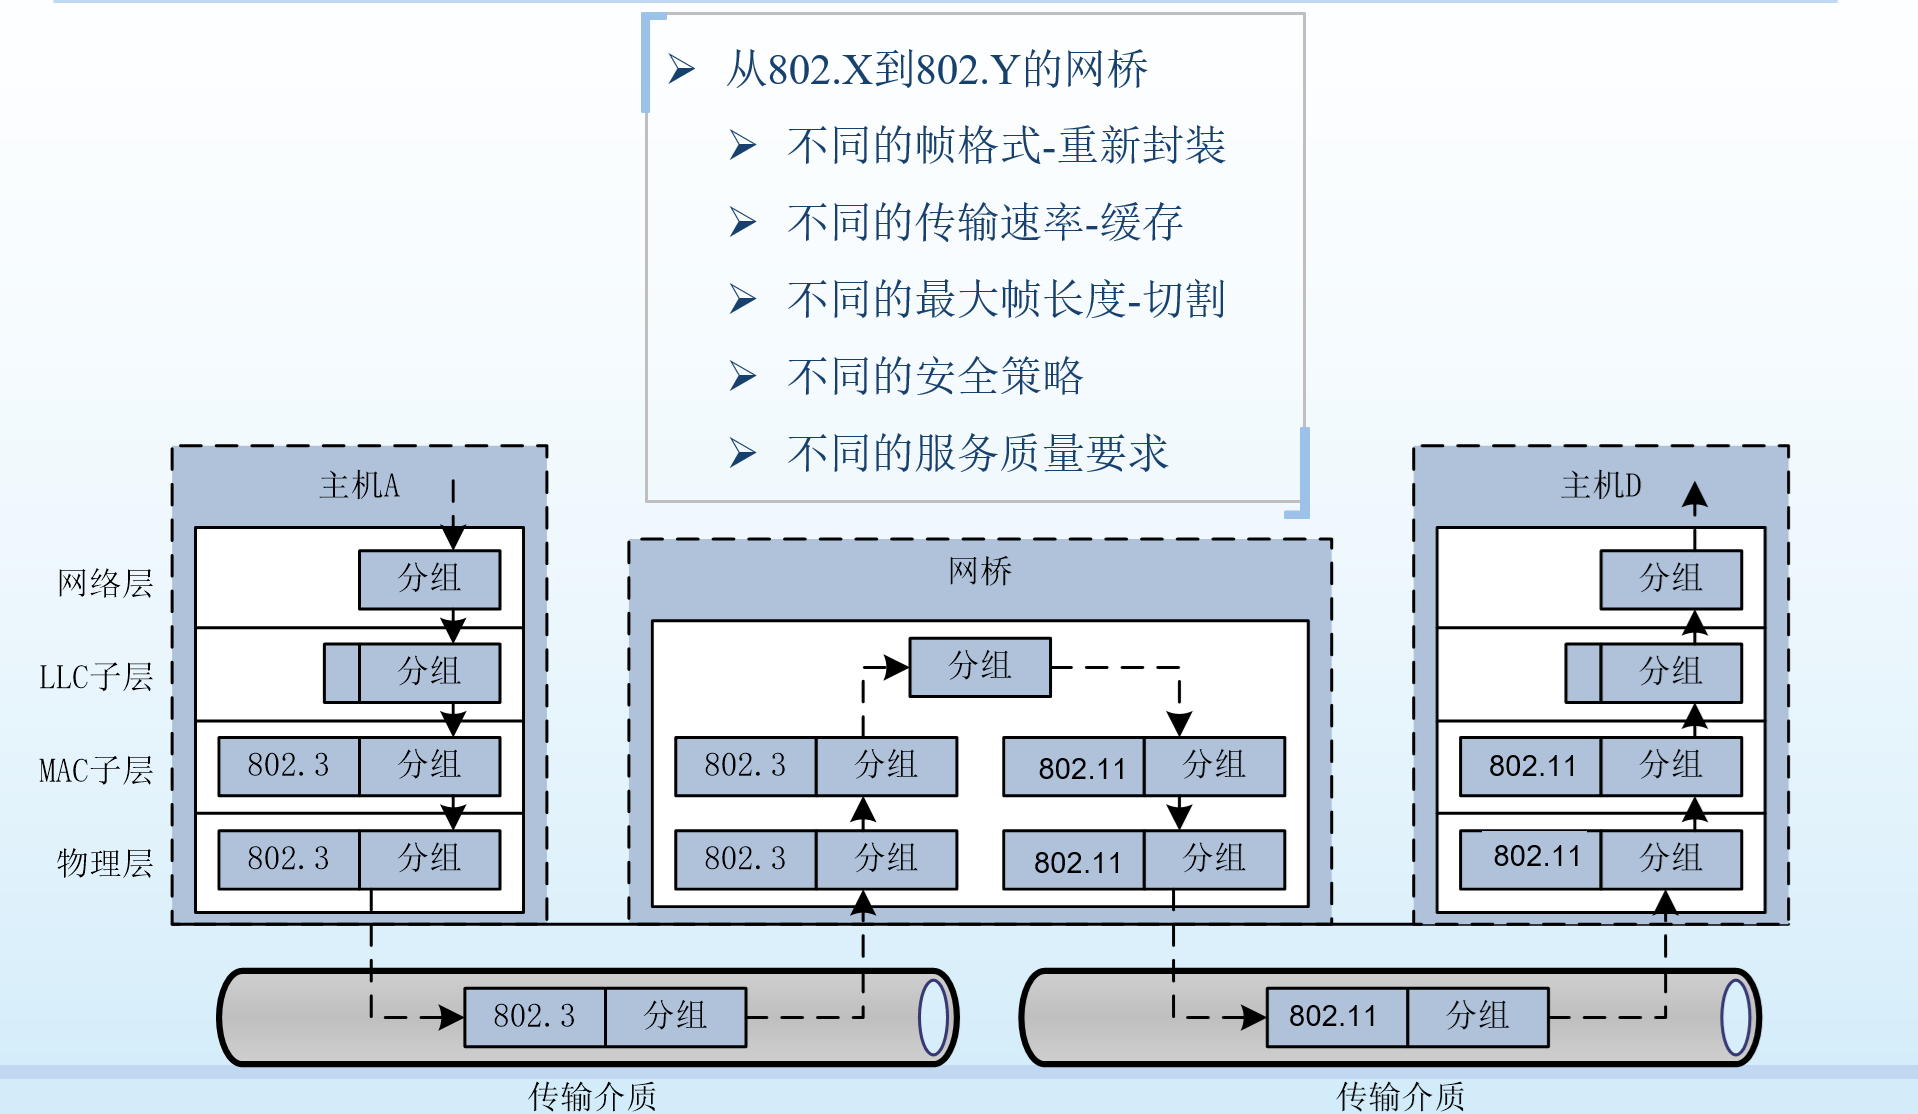 从802.X到802.Y的网桥
不同的帧格式-重新封装
不同的传输速率-缓存
不同的最大帧长度-切割
不同的安全策略
不同的服务质量要求
主机A
主机D
网桥
网络层
分组
分组
LLC子层
分组
分组
分组
MAC子层
802.3 分组
802.3 分组
802.11 分组
802.11 分组
物理层
802.3 分组
802.3 分组
802.11 分组
802.11 分组
802.3 分组
802.11 分组
传输介质
传输介质